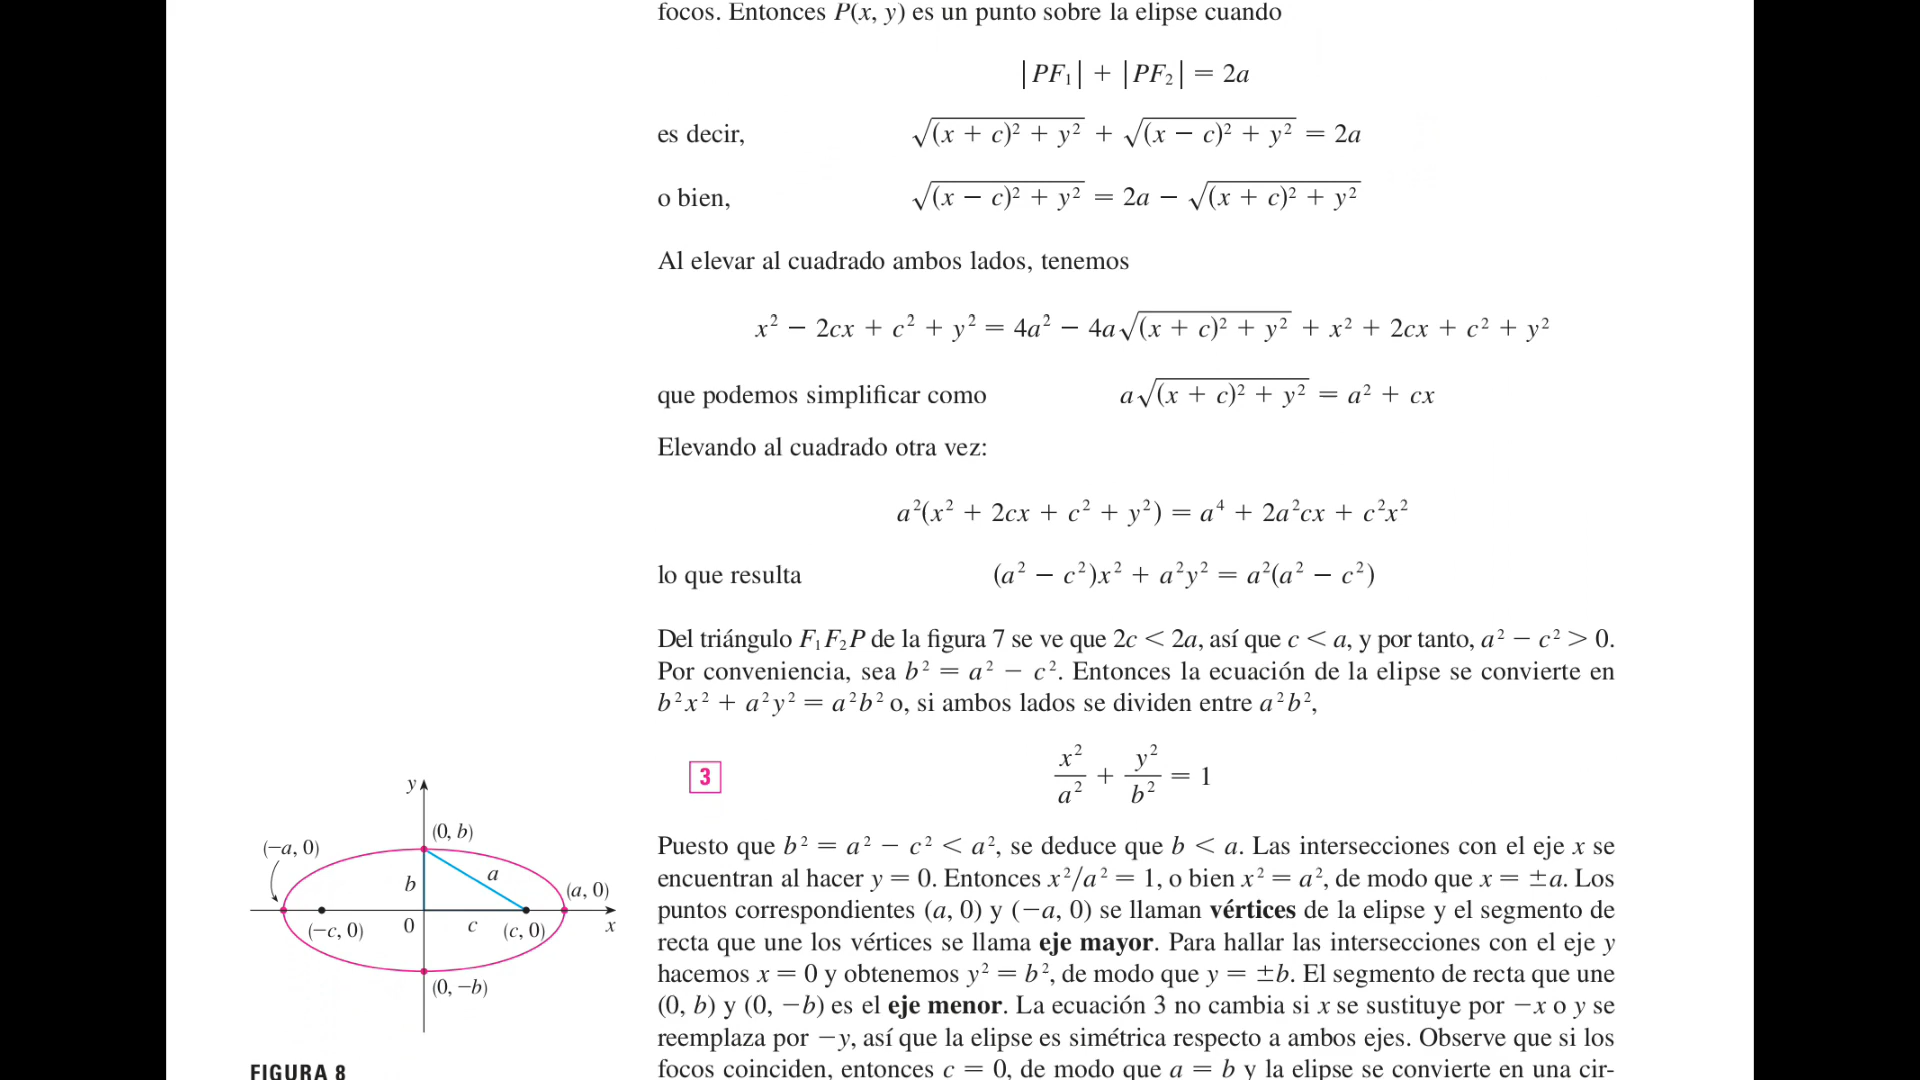 focos. Entonces P(x, y) es un punto sobre la elipse cuando
|PF₁| + |PF₂| = 2a
es decir, √((x + c)² + y²) + √((x − c)² + y²) = 2a
o bien, √((x − c)² + y²) = 2a − √((x + c)² + y²)
Al elevar al cuadrado ambos lados, tenemos
x² − 2cx + c² + y² = 4a² − 4a√((x + c)² + y²) + x² + 2cx + c² + y²
que podemos simplificar como a√((x + c)² + y²) = a² + cx
Elevando al cuadrado otra vez:
a²(x² + 2cx + c² + y²) = a⁴ + 2a²cx + c²x²
lo que resulta (a² − c²)x² + a²y² = a²(a² − c²)
Del triángulo F₁F₂P de la figura 7 se ve que 2c < 2a, así que c < a, y por tanto, a² − c² > 0.
Por conveniencia, sea b² = a² − c². Entonces la ecuación de la elipse se convierte en
b²x² + a²y² = a²b² o, si ambos lados se dividen entre a²b²,
3 x²/a² + y²/b² = 1
Puesto que b² = a² − c² < a², se deduce que b < a. Las intersecciones con el eje x se
encuentran al hacer y = 0. Entonces x²/a² = 1, o bien x² = a², de modo que x = ±a. Los
puntos correspondientes (a, 0) y (−a, 0) se llaman vértices de la elipse y el segmento de
recta que une los vértices se llama eje mayor. Para hallar las intersecciones con el eje y
hacemos x = 0 y obtenemos y² = b², de modo que y = ±b. El segmento de recta que une
(0, b) y (0, −b) es el eje menor. La ecuación 3 no cambia si x se sustituye por −x o y se
reemplaza por −y, así que la elipse es simétrica respecto a ambos ejes. Observe que si los
focos coinciden, entonces c = 0, de modo que a = b y la elipse se convierte en una cir-
y
(0, b)
(−a, 0)
a
b
(a, 0)
(−c, 0)
0
c
(c, 0)
x
(0, −b)
FIGURA 8